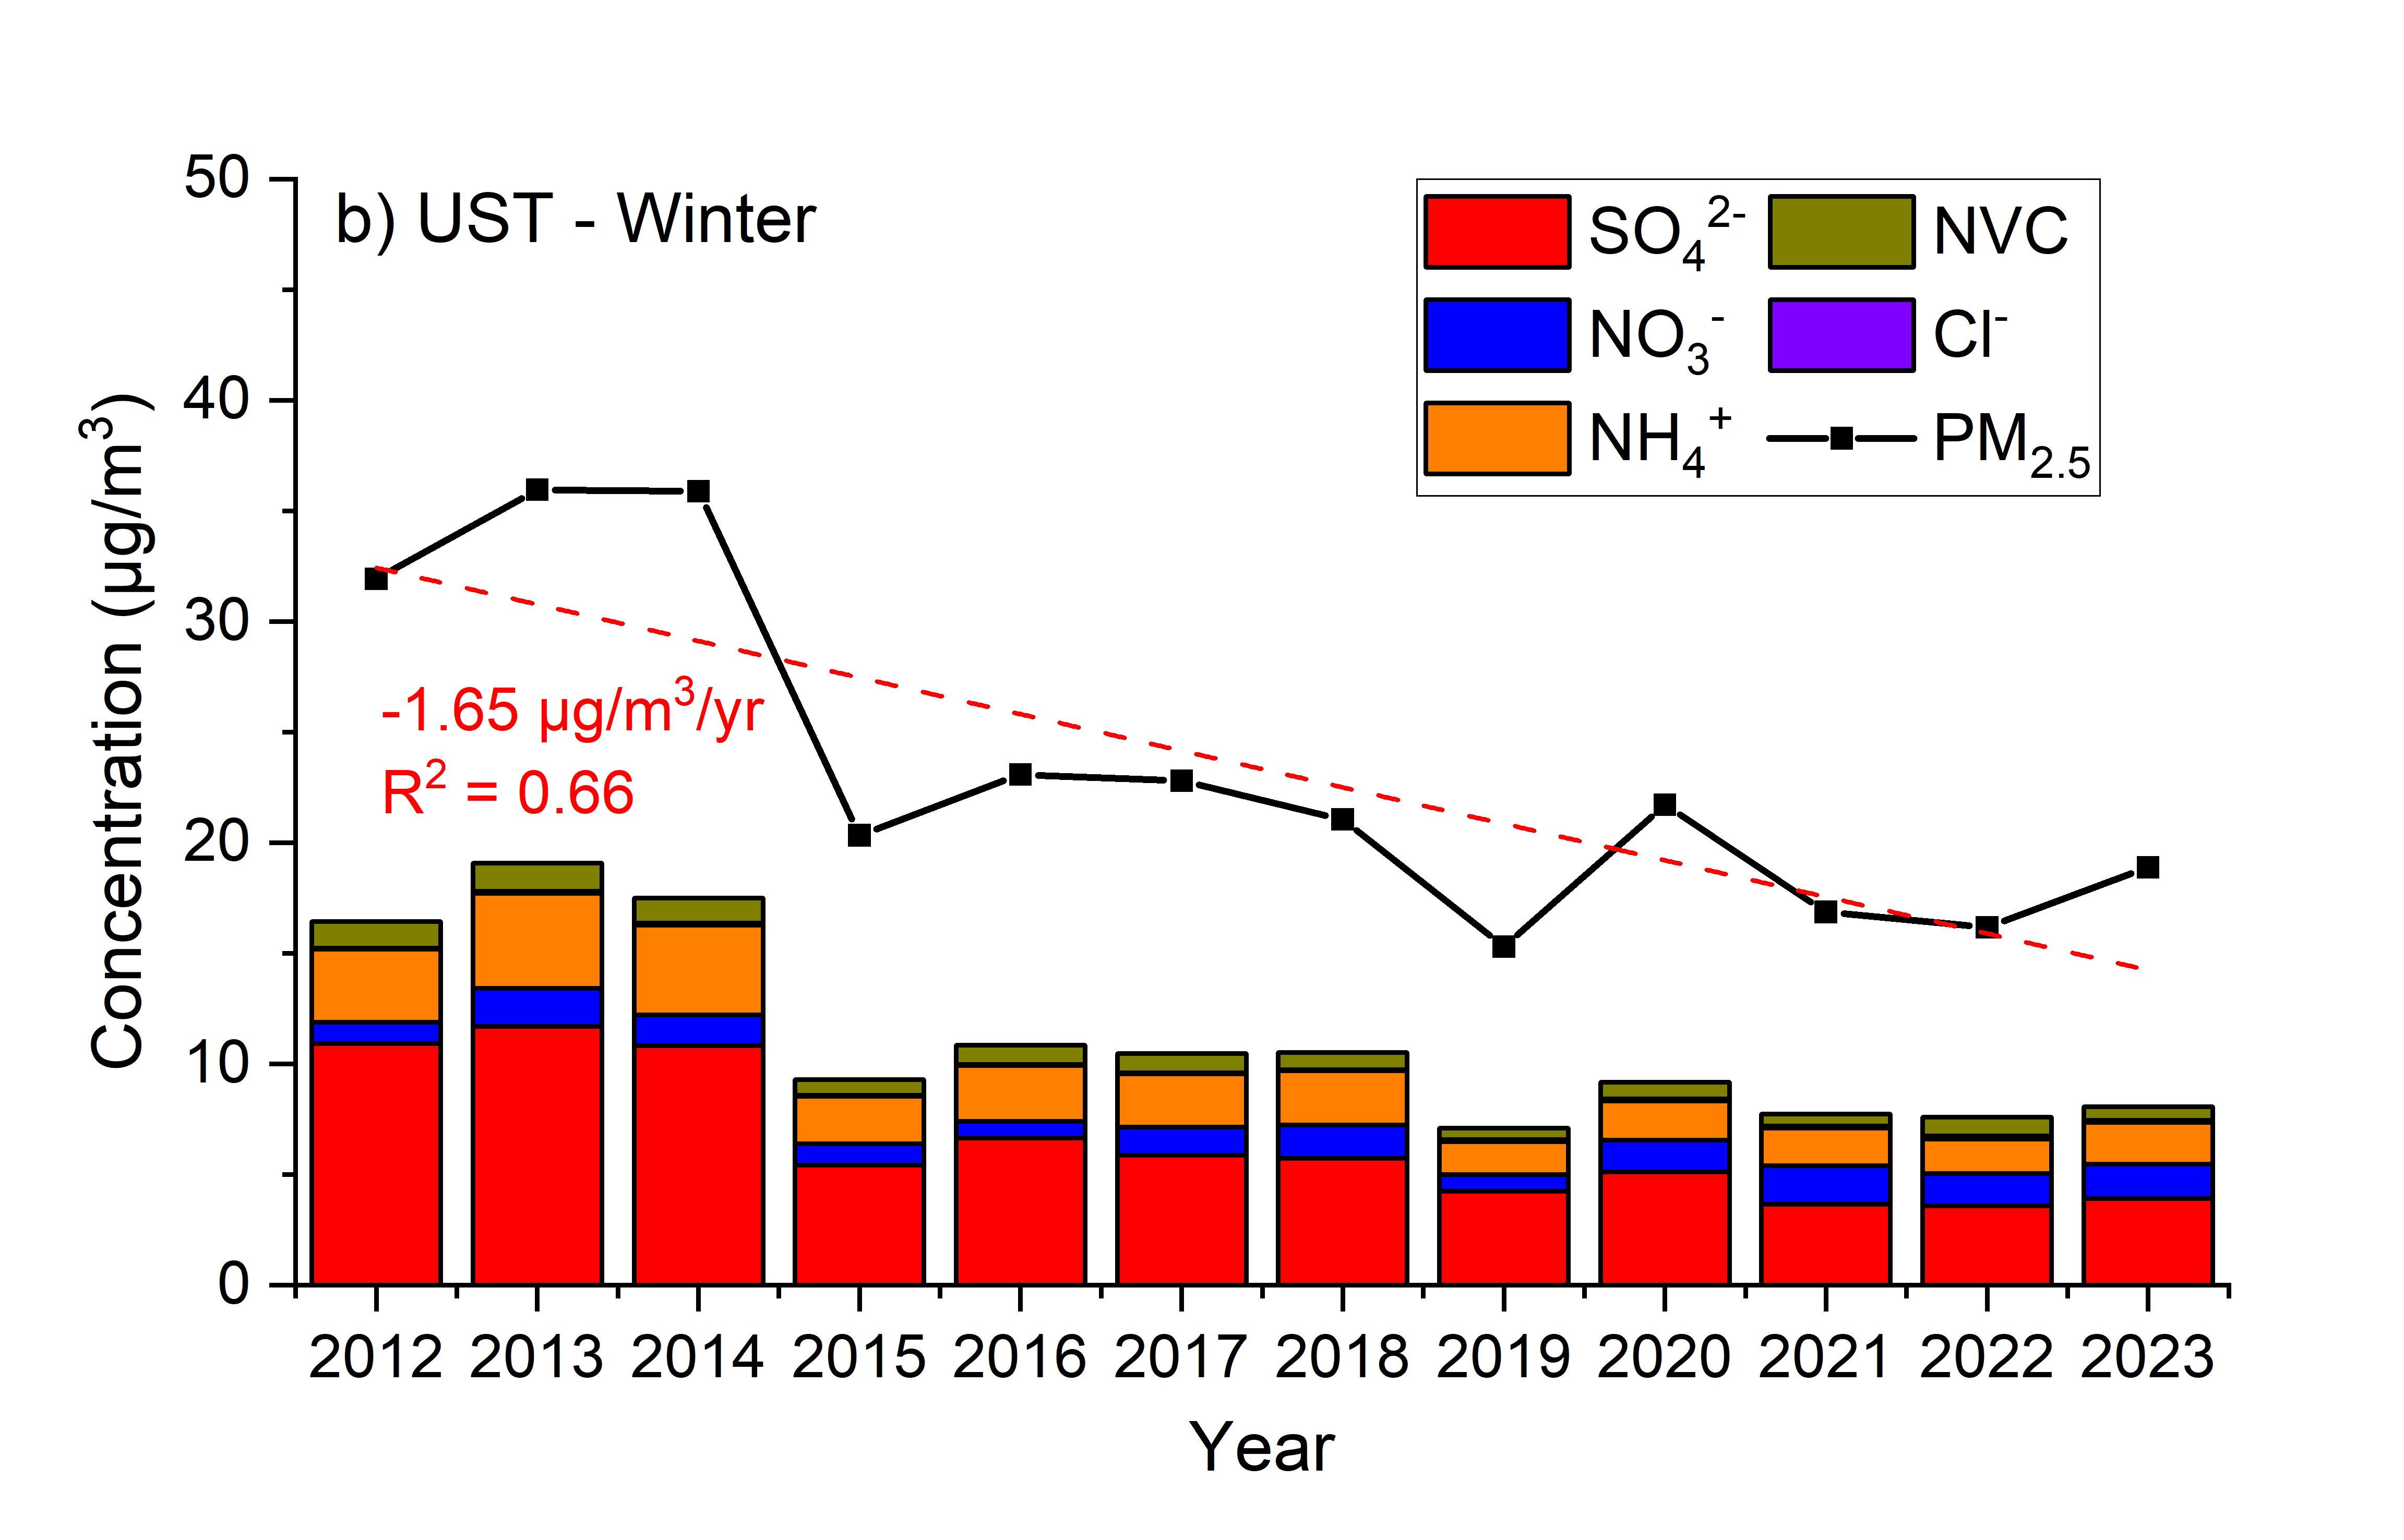 b) UST - Winter
SO₄²⁻
NVC
NO₃⁻
Cl⁻
NH₄⁺
PM₂.₅
Concentration (µg/m³)
50
40
30
20
10
0
-1.65 µg/m³/yr
R² = 0.66
2012 2013 2014 2015 2016 2017 2018 2019 2020 2021 2022 2023
Year